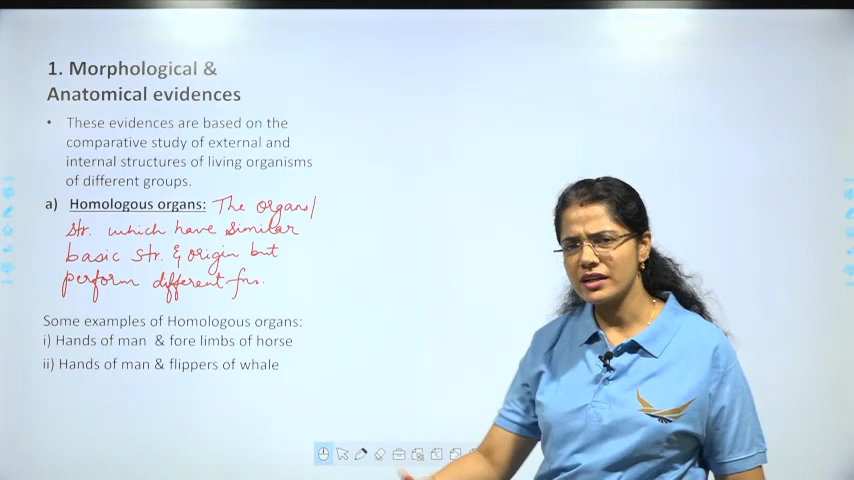 1. Morphological &
Anatomical evidences
• These evidences are based on the
comparative study of external and
internal structures of living organisms
of different groups.
a) Homologous organs: The organs/
str. which have similar
basic str. & origin but
perform different fns.
Some examples of Homologous organs:
i) Hands of man & fore limbs of horse
ii) Hands of man & flippers of whale